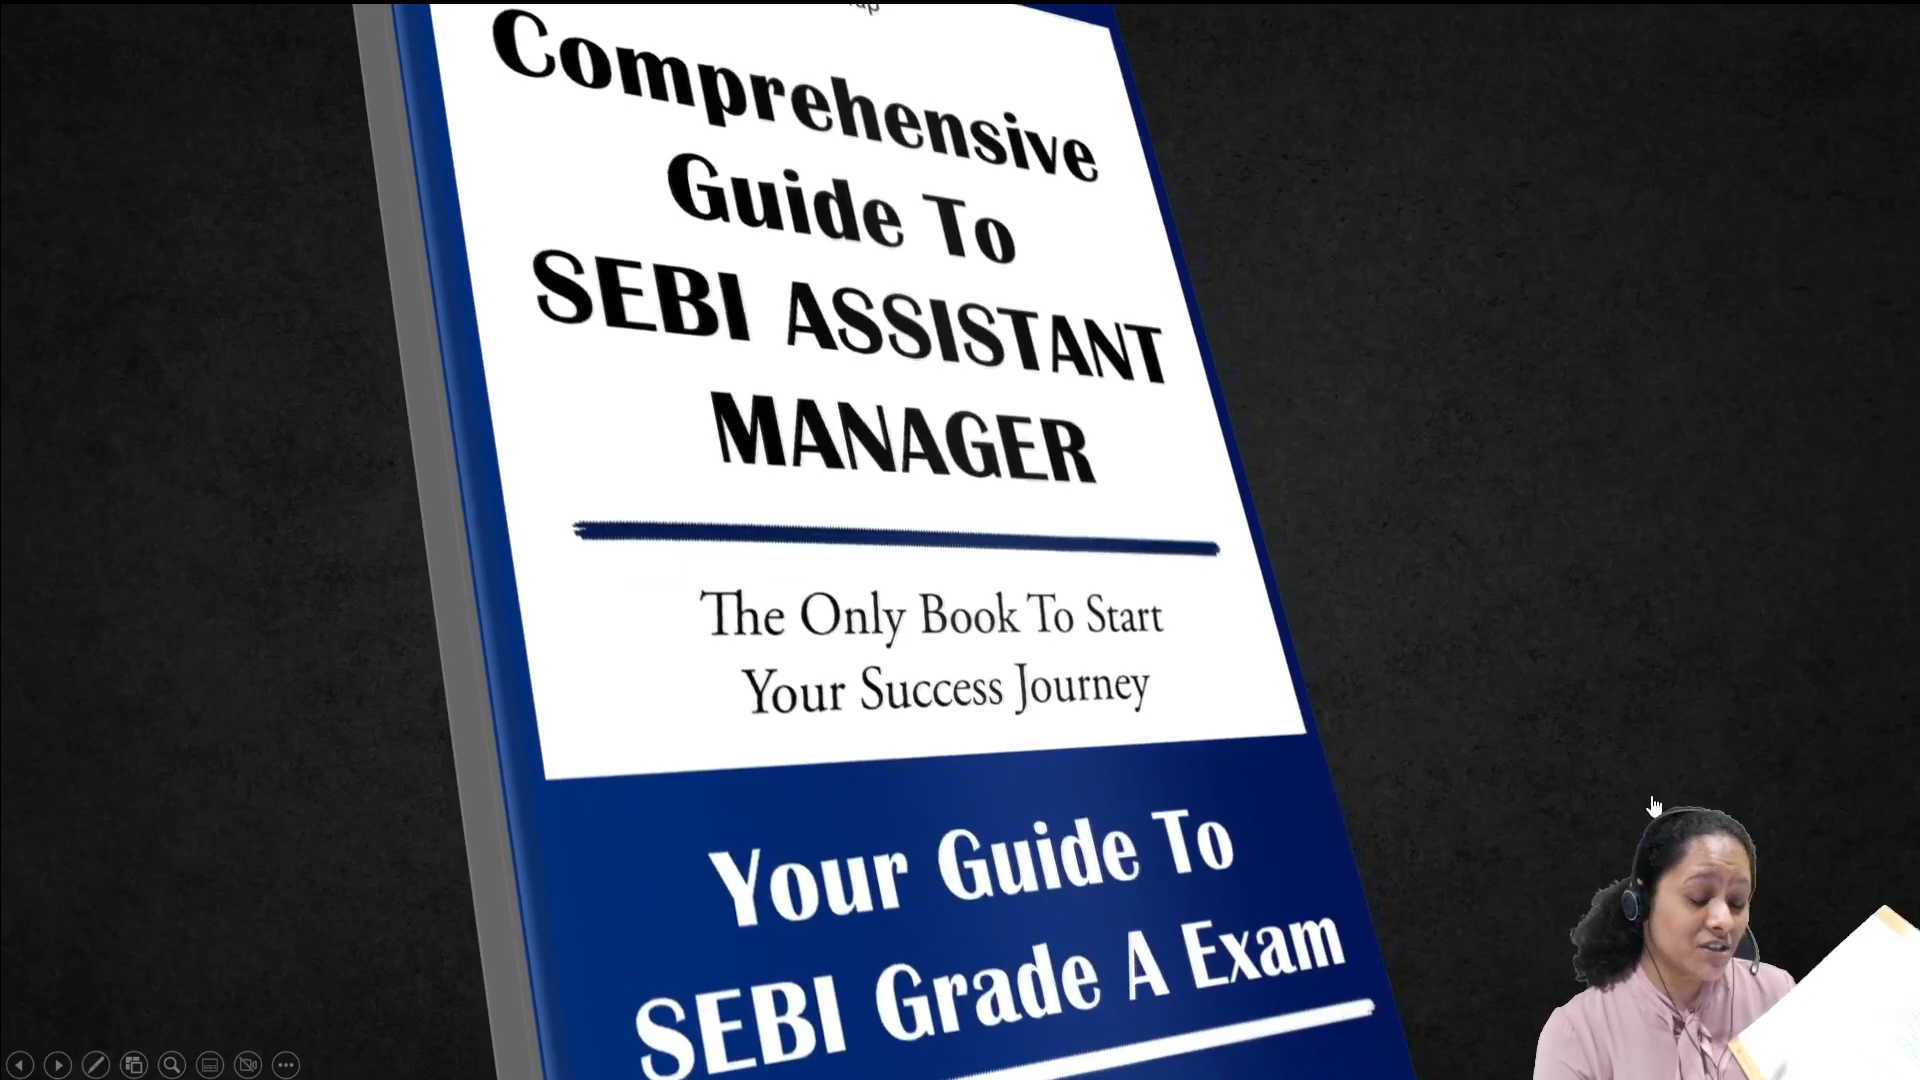 Comprehensive
Guide To
SEBI ASSISTANT
MANAGER
The Only Book To Start
Your Success Journey
Your Guide To
SEBI Grade A Exam